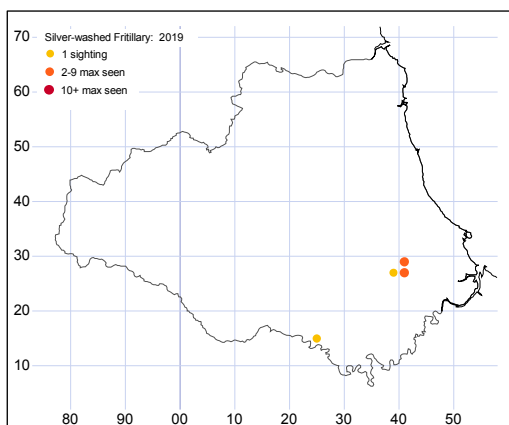 Silver-washed Fritillary: 2019
1 sighting
2-9 max seen
10+ max seen
70
60
50
40
30
20
10
80 90 00 10 20 30 40 50